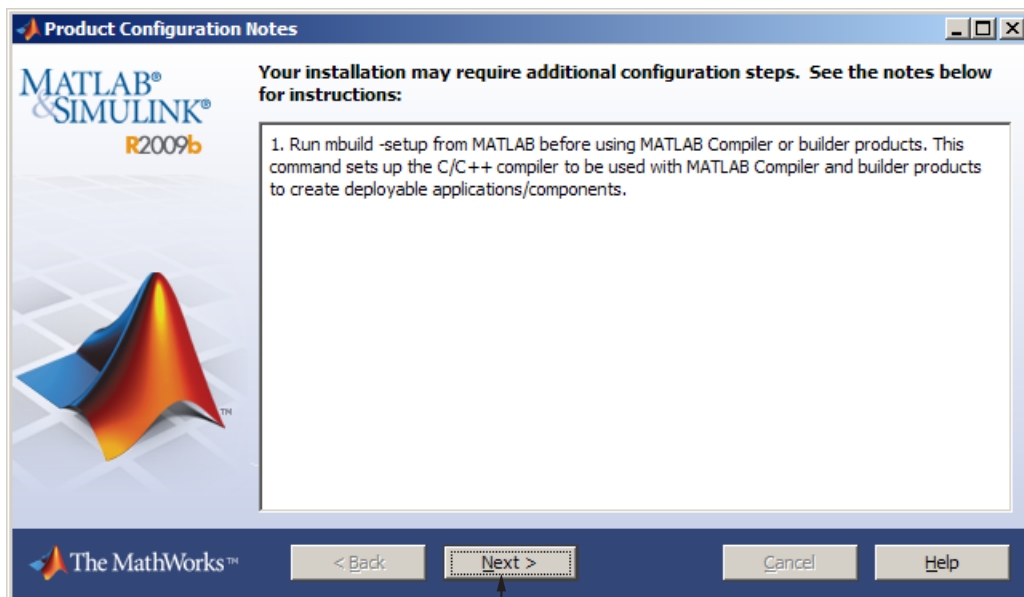 Product Configuration Notes
MATLAB®
&SIMULINK®
R2009b
Your installation may require additional configuration steps.  See the notes below
for instructions:
1. Run mbuild -setup from MATLAB before using MATLAB Compiler or builder products. This
command sets up the C/C++ compiler to be used with MATLAB Compiler and builder products
to create deployable applications/components.
TM
The MathWorks™
< Back
Next >
Cancel
Help